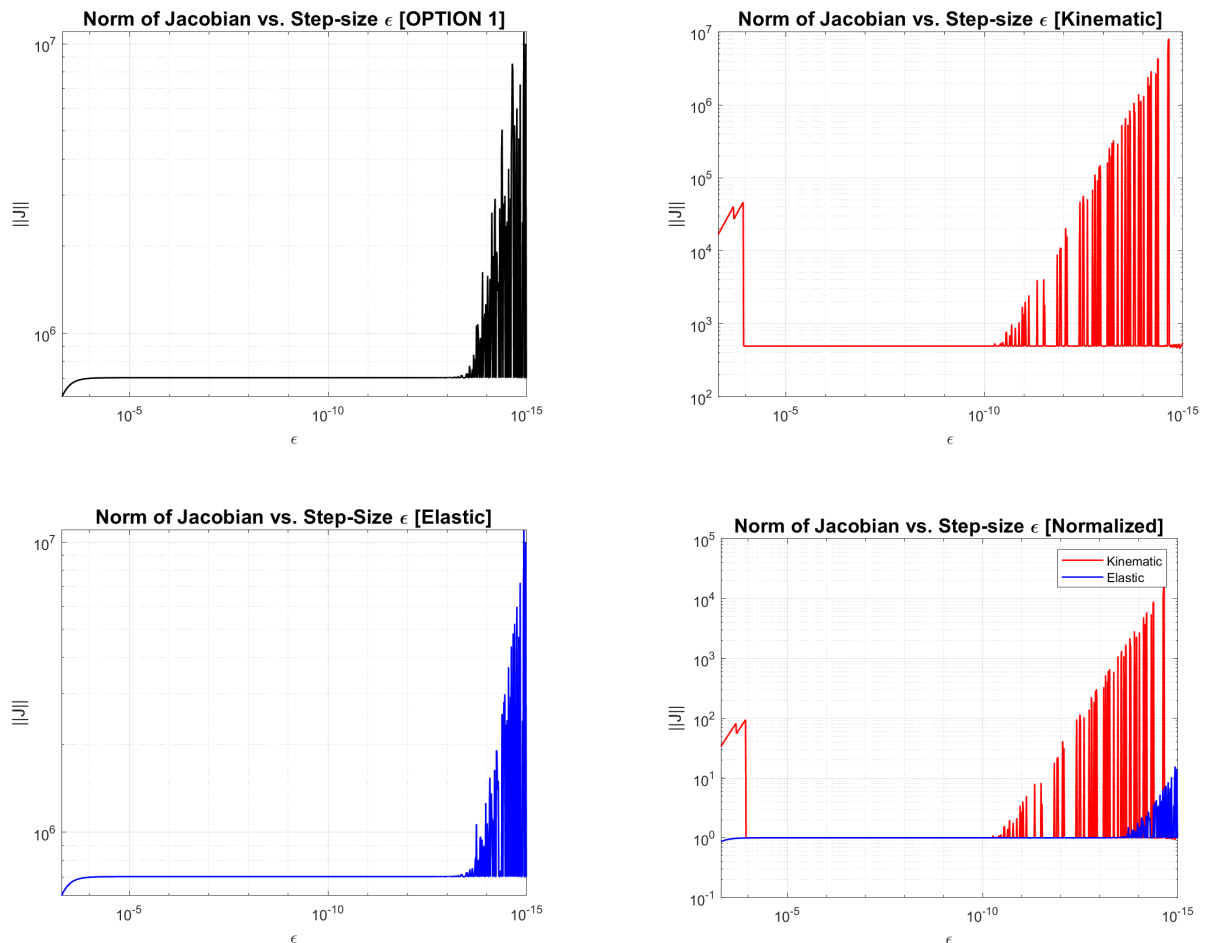 Norm of Jacobian vs. Step-size ϵ [OPTION 1]
10^7
10^6
||J||
10^-5
10^-10
10^-15
ϵ
Norm of Jacobian vs. Step-size ϵ [Kinematic]
10^7
10^6
10^5
10^4
10^3
10^2
||J||
10^-5
10^-10
10^-15
ϵ
Norm of Jacobian vs. Step-Size ϵ [Elastic]
10^7
10^6
||J||
10^-5
10^-10
10^-15
ϵ
Norm of Jacobian vs. Step-size ϵ [Normalized]
10^5
10^4
10^3
10^2
10^1
10^0
10^-1
||J||
Kinematic
Elastic
10^-5
10^-10
10^-15
ϵ